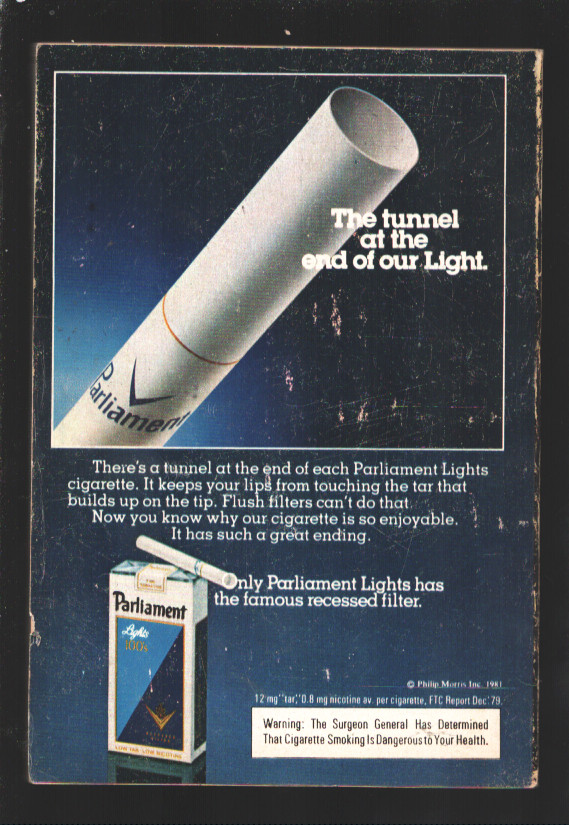 The tunnel
at the
end of our Light.
Parliament
There's a tunnel at the end of each Parliament Lights
cigarette. It keeps your lips from touching the tar that
builds up on the tip. Flush filters can't do that.
Now you know why our cigarette is so enjoyable.
It has such a great ending.
Only Parliament Lights has
the famous recessed filter.
Parliament
Lights
100's
LOW TAR · LOW NICOTINE
© Philip Morris Inc. 1981
12 mg "tar," 0.8 mg nicotine av. per cigarette, FTC Report Dec.'79.
Warning: The Surgeon General Has Determined
That Cigarette Smoking Is Dangerous to Your Health.